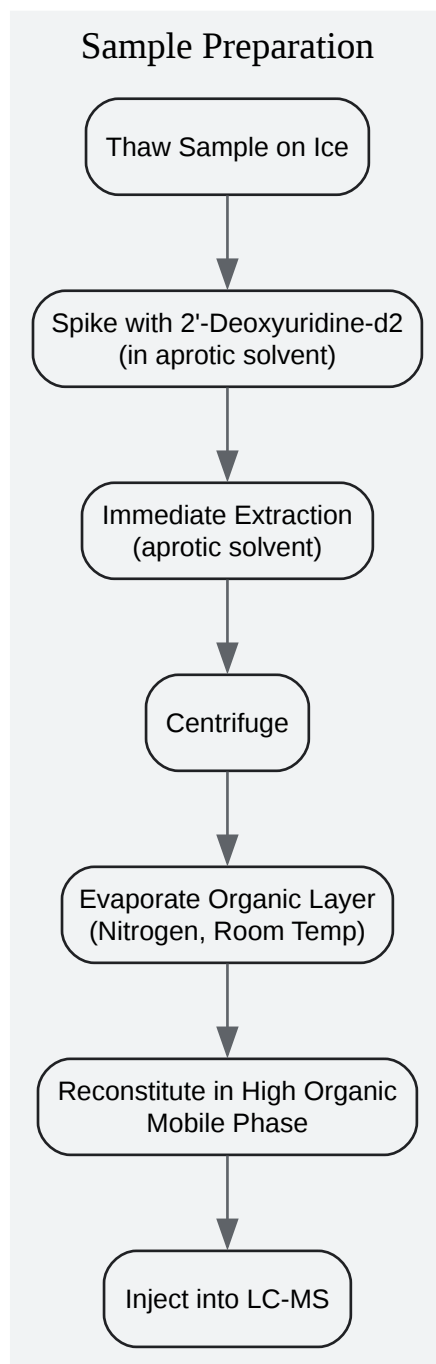 Sample Preparation
Thaw Sample on Ice
Spike with 2'-Deoxyuridine-d2
(in aprotic solvent)
Immediate Extraction
(aprotic solvent)
Centrifuge
Evaporate Organic Layer
(Nitrogen, Room Temp)
Reconstitute in High Organic
Mobile Phase
Inject into LC-MS